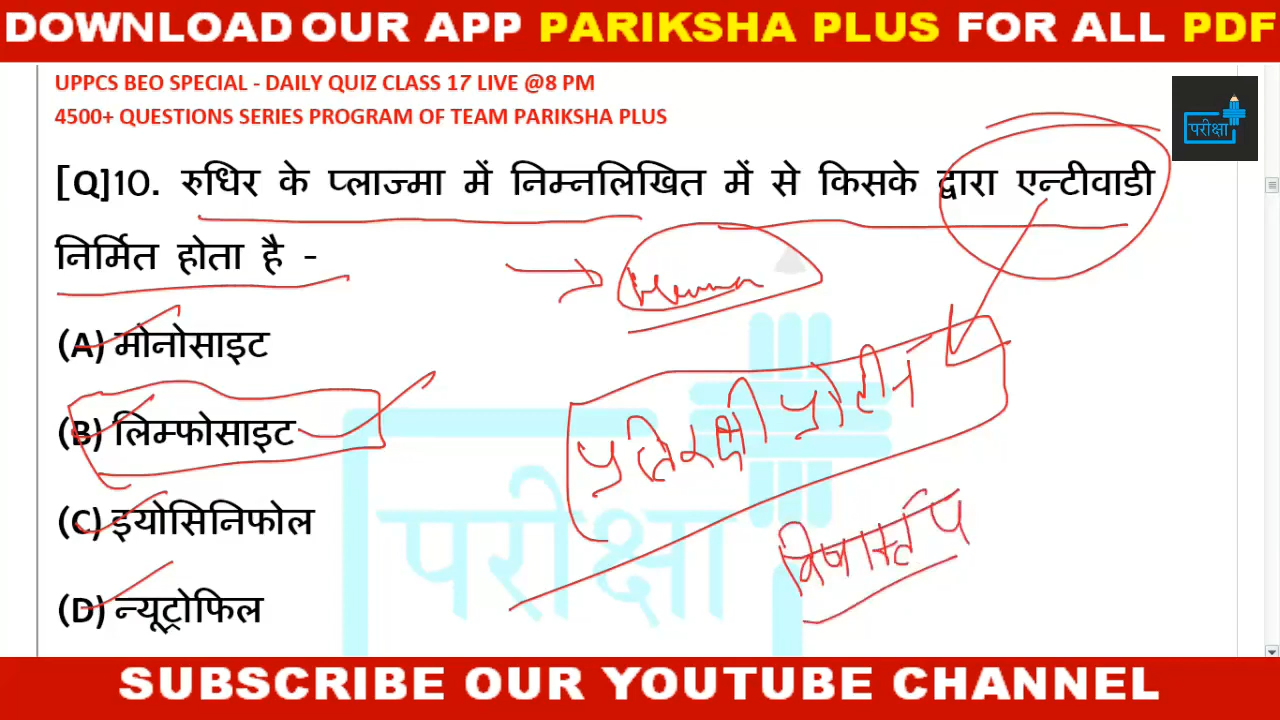 DOWNLOAD OUR APP PARIKSHA PLUS FOR ALL PDF
UPPCS BEO SPECIAL - DAILY QUIZ CLASS 17 LIVE @8 PM
4500+ QUESTIONS SERIES PROGRAM OF TEAM PARIKSHA PLUS
परीक्षा
[Q]10. रुधिर के प्लाज्मा में निम्नलिखित में से किसके द्वारा एन्टीवाडी
निर्मित होता है -
(A) मोनोसाइट
(B) लिम्फोसाइट
प्रतिरक्षी प्रोटीन
(C) इयोसिनिफोल
परीक्षा
(D) न्यूट्रोफिल
SUBSCRIBE OUR YOUTUBE CHANNEL